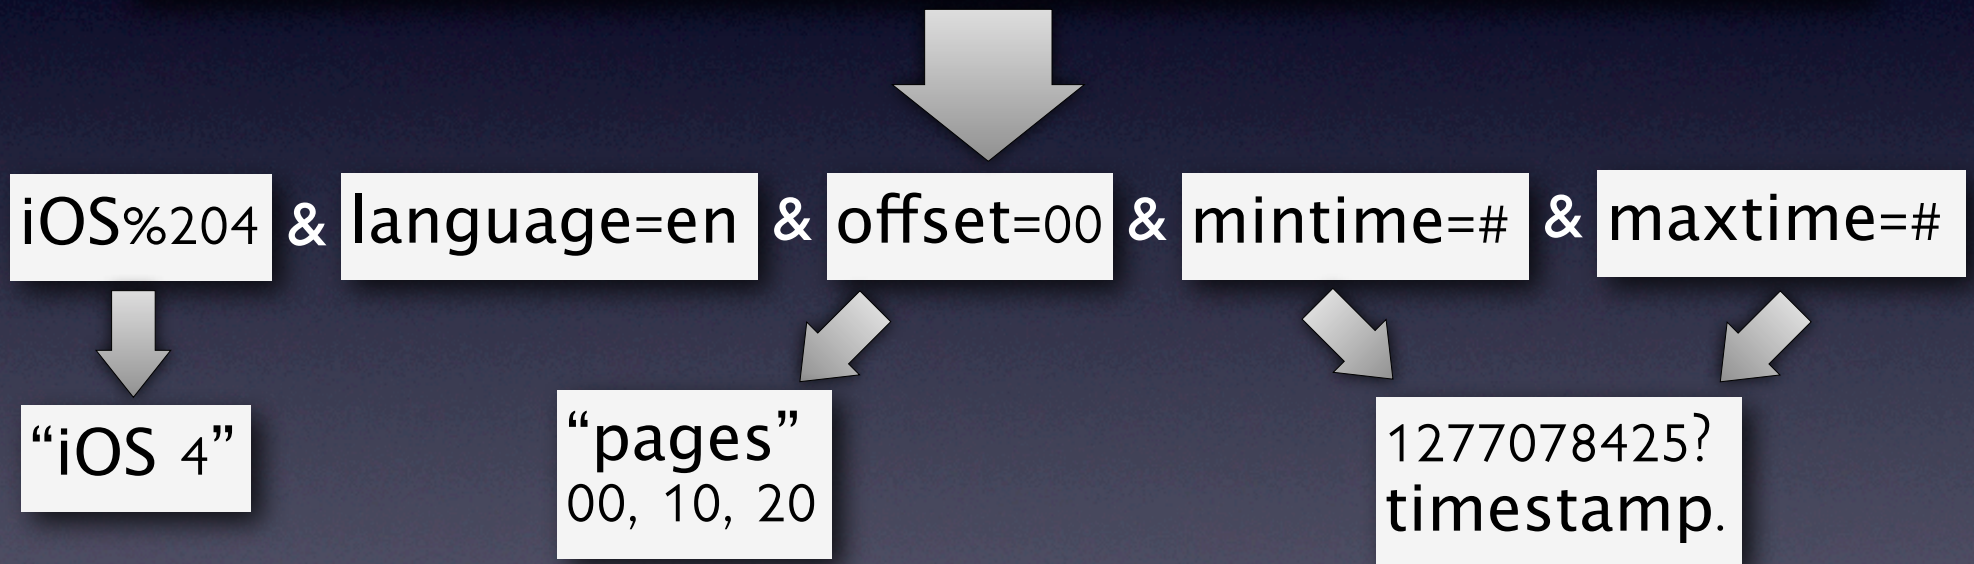 iOS%204 & language=en & offset=00 & mintime=# & maxtime=#
“iOS 4”
“pages”
00, 10, 20
1277078425?
timestamp.